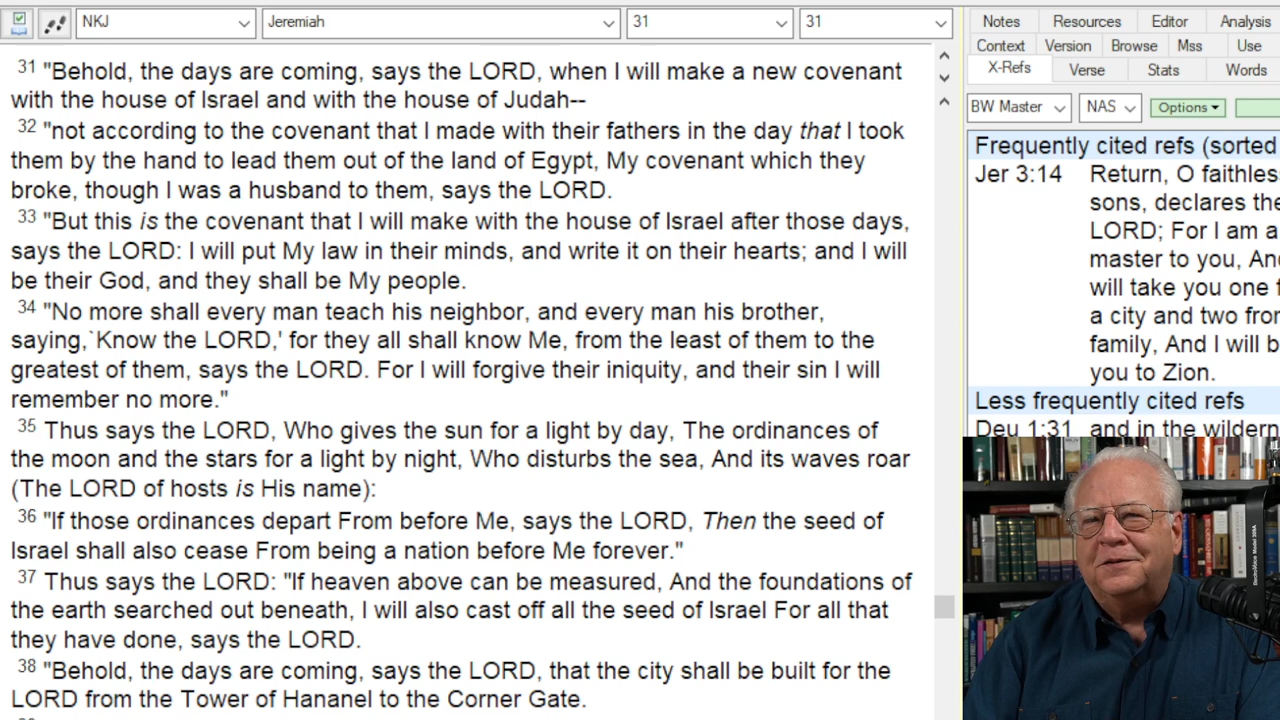 NKJ Jeremiah 31 31
31 "Behold, the days are coming, says the LORD, when I will make a new covenant
with the house of Israel and with the house of Judah--
32 "not according to the covenant that I made with their fathers in the day that I took
them by the hand to lead them out of the land of Egypt, My covenant which they
broke, though I was a husband to them, says the LORD.
33 "But this is the covenant that I will make with the house of Israel after those days,
says the LORD: I will put My law in their minds, and write it on their hearts; and I will
be their God, and they shall be My people.
34 "No more shall every man teach his neighbor, and every man his brother,
saying,`Know the LORD,' for they all shall know Me, from the least of them to the
greatest of them, says the LORD. For I will forgive their iniquity, and their sin I will
remember no more."
35 Thus says the LORD, Who gives the sun for a light by day, The ordinances of
the moon and the stars for a light by night, Who disturbs the sea, And its waves roar
(The LORD of hosts is His name):
36 "If those ordinances depart From before Me, says the LORD, Then the seed of
Israel shall also cease From being a nation before Me forever."
37 Thus says the LORD: "If heaven above can be measured, And the foundations of
the earth searched out beneath, I will also cast off all the seed of Israel For all that
they have done, says the LORD.
38 "Behold, the days are coming, says the LORD, that the city shall be built for the
LORD from the Tower of Hananel to the Corner Gate.
Notes Resources Editor Analysis
Context Version Browse Mss Use
X-Refs Verse Stats Words
BW Master NAS Options
Frequently cited refs (sorted
Jer 3:14 Return, O faithless
sons, declares the
LORD; For I am a
master to you, And
will take you one f
a city and two from
family, And I will b
you to Zion.
Less frequently cited refs
Deu 1:31 and in the wildern